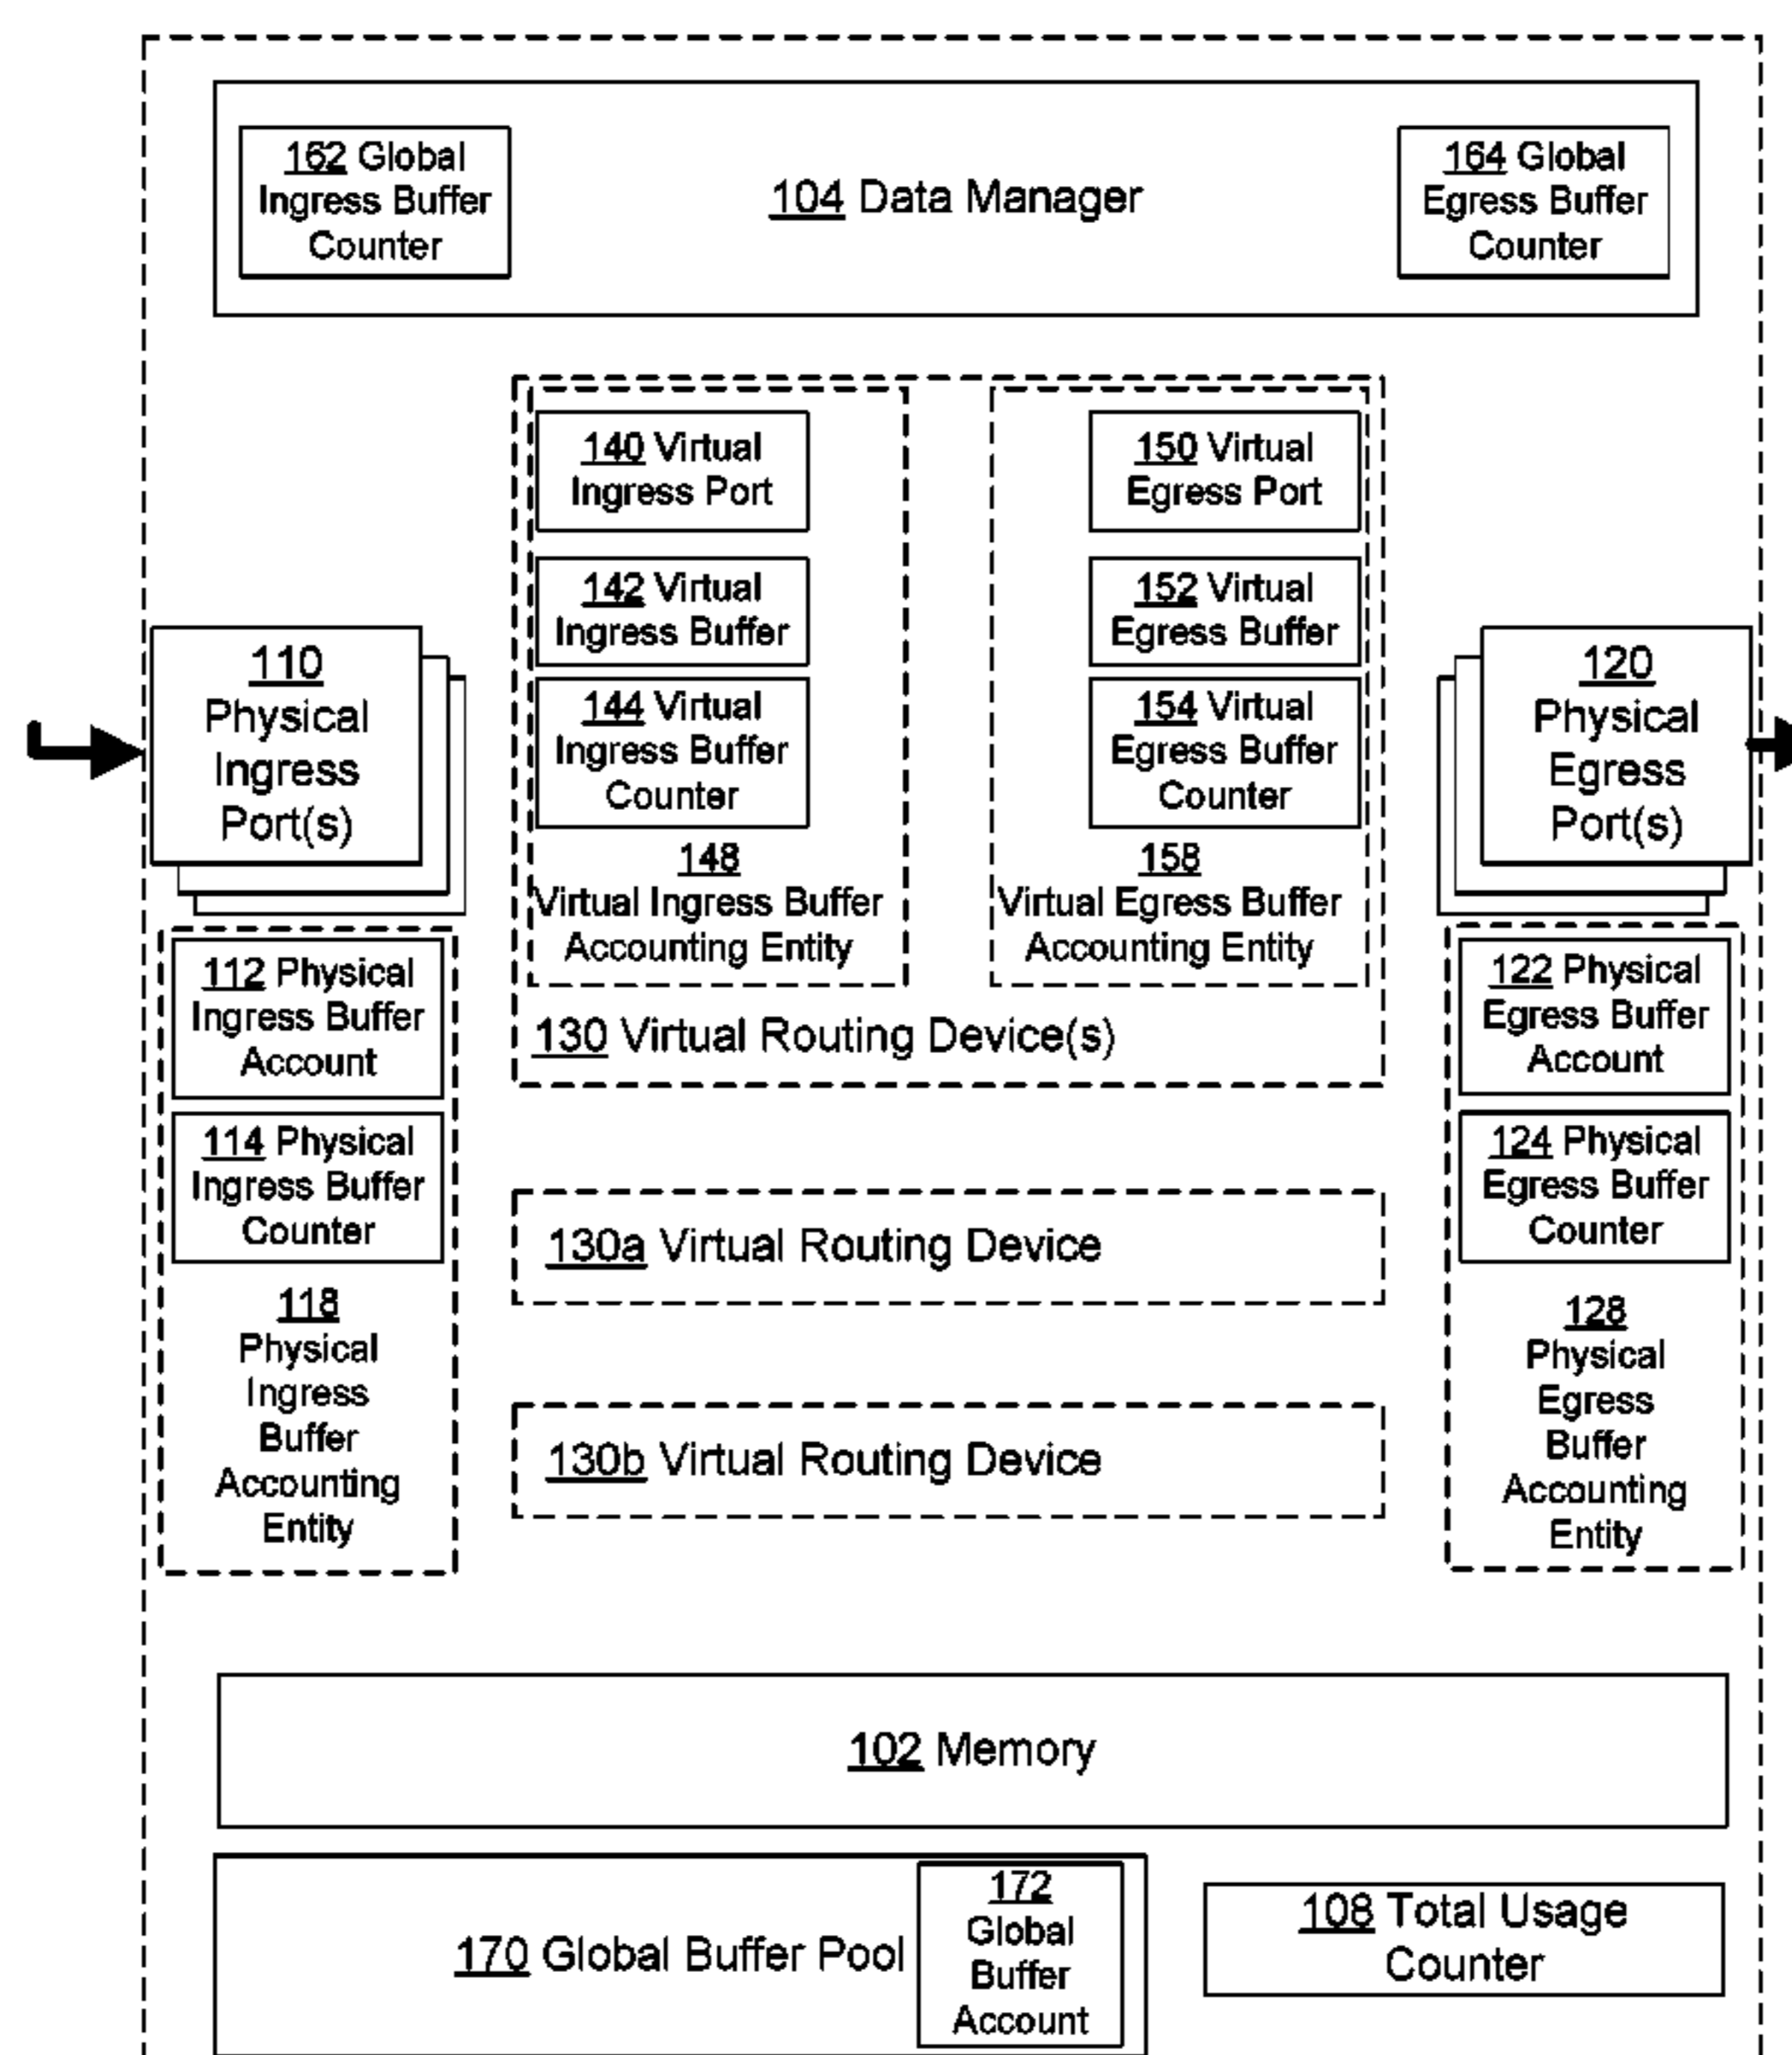 162 Global
Ingress Buffer
Counter
104 Data Manager
164 Global
Egress Buffer
Counter
140 Virtual
Ingress Port
142 Virtual
Ingress Buffer
144 Virtual
Ingress Buffer
Counter
148
Virtual Ingress Buffer
Accounting Entity
150 Virtual
Egress Port
152 Virtual
Egress Buffer
154 Virtual
Egress Buffer
Counter
158
Virtual Egress Buffer
Accounting Entity
130 Virtual Routing Device(s)
110
Physical
Ingress
Port(s)
112 Physical
Ingress Buffer
Account
114 Physical
Ingress Buffer
Counter
118
Physical
Ingress
Buffer
Accounting
Entity
130a Virtual Routing Device
130b Virtual Routing Device
120
Physical
Egress
Port(s)
122 Physical
Egress Buffer
Account
124 Physical
Egress Buffer
Counter
128
Physical
Egress
Buffer
Accounting
Entity
102 Memory
170 Global Buffer Pool
172
Global
Buffer
Account
108 Total Usage
Counter